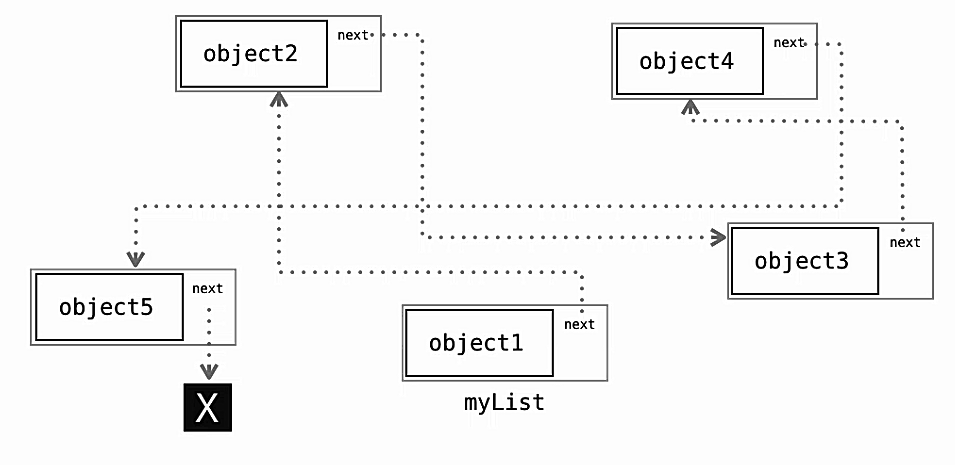 object2 next
object4 next
object3 next
object5 next
object1 next
X
myList